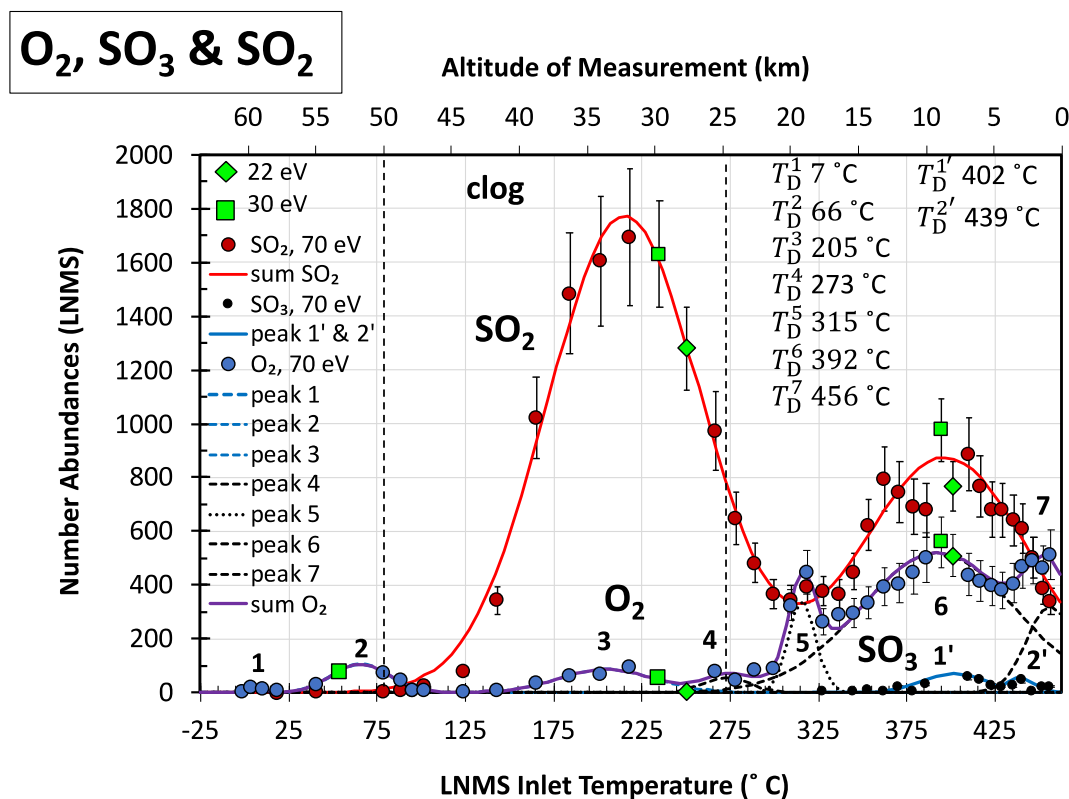 O₂, SO₃ & SO₂
Altitude of Measurement (km)
60 55 50 45 40 35 30 25 20 15 10 5 0
Number Abundances (LNMS)
2000
1800
1600
1400
1200
1000
800
600
400
200
0
22 eV
30 eV
SO₂, 70 eV
sum SO₂
SO₃, 70 eV
peak 1' & 2'
O₂, 70 eV
peak 1
peak 2
peak 3
peak 4
peak 5
peak 6
peak 7
sum O₂
clog
T_D^1 7 ˚C
T_D^2 66 ˚C
T_D^3 205 ˚C
T_D^4 273 ˚C
T_D^5 315 ˚C
T_D^6 392 ˚C
T_D^7 456 ˚C
T_D^1' 402 ˚C
T_D^2' 439 ˚C
SO₂
O₂
SO₃
1
2
3
4
5
6
7
1'
2'
-25 25 75 125 175 225 275 325 375 425
LNMS Inlet Temperature (˚ C)